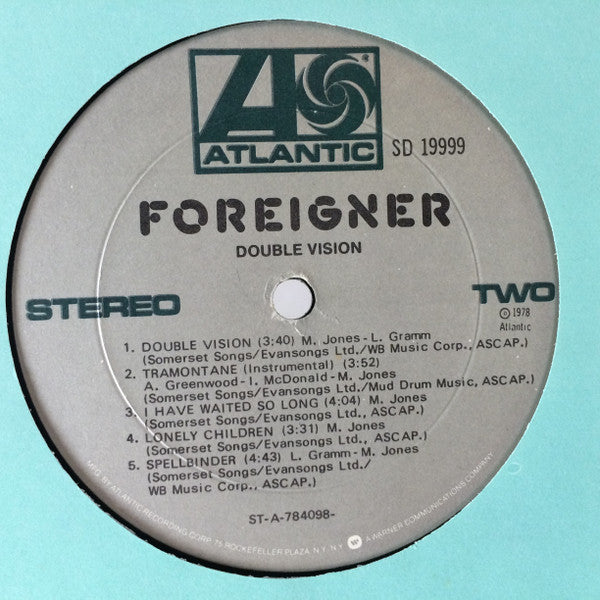 ATLANTIC
SD 19999
FOREIGNER
DOUBLE VISION
STEREO
TWO
℗ 1978
Atlantic
1. DOUBLE VISION (3:40) M. Jones-L. Gramm
(Somerset Songs/Evansongs Ltd./WB Music Corp., ASCAP.)
2. TRAMONTANE (Instrumental) (3:52)
A. Greenwood-I. McDonald-M. Jones
(Somerset Songs/Evansongs Ltd./Mud Drum Music, ASCAP.)
3. I HAVE WAITED SO LONG (4:04) M. Jones
(Somerset Songs/Evansongs Ltd., ASCAP.)
4. LONELY CHILDREN (3:31) M. Jones
(Somerset Songs/Evansongs Ltd., ASCAP.)
5. SPELLBINDER (4:43) L. Gramm-M. Jones
(Somerset Songs/Evansongs Ltd./
WB Music Corp., ASCAP.)
ST-A-784098-
MFG. BY ATLANTIC RECORDING CORP. 75 ROCKEFELLER PLAZA, N.Y. N.Y. W A WARNER COMMUNICATIONS COMPANY